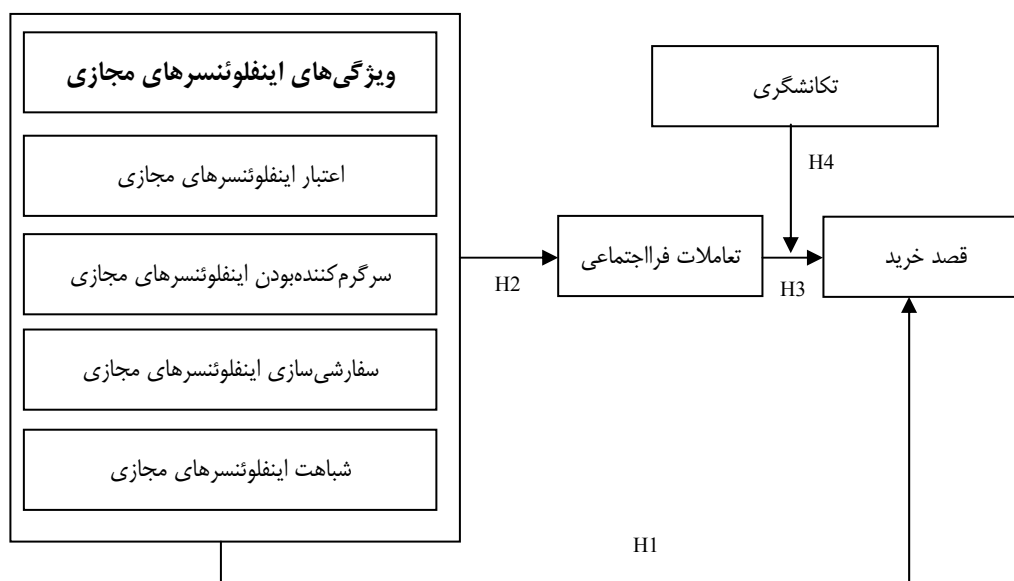 ویژگی‌های اینفلوئنسرهای مجازی
اعتبار اینفلوئنسرهای مجازی
سرگرم‌کننده‌بودن اینفلوئنسرهای مجازی
سفارشی‌سازی اینفلوئنسرهای مجازی
شباهت اینفلوئنسرهای مجازی
H2
تعاملات فرااجتماعی
تکانشگری
H4
H3
قصد خرید
H1